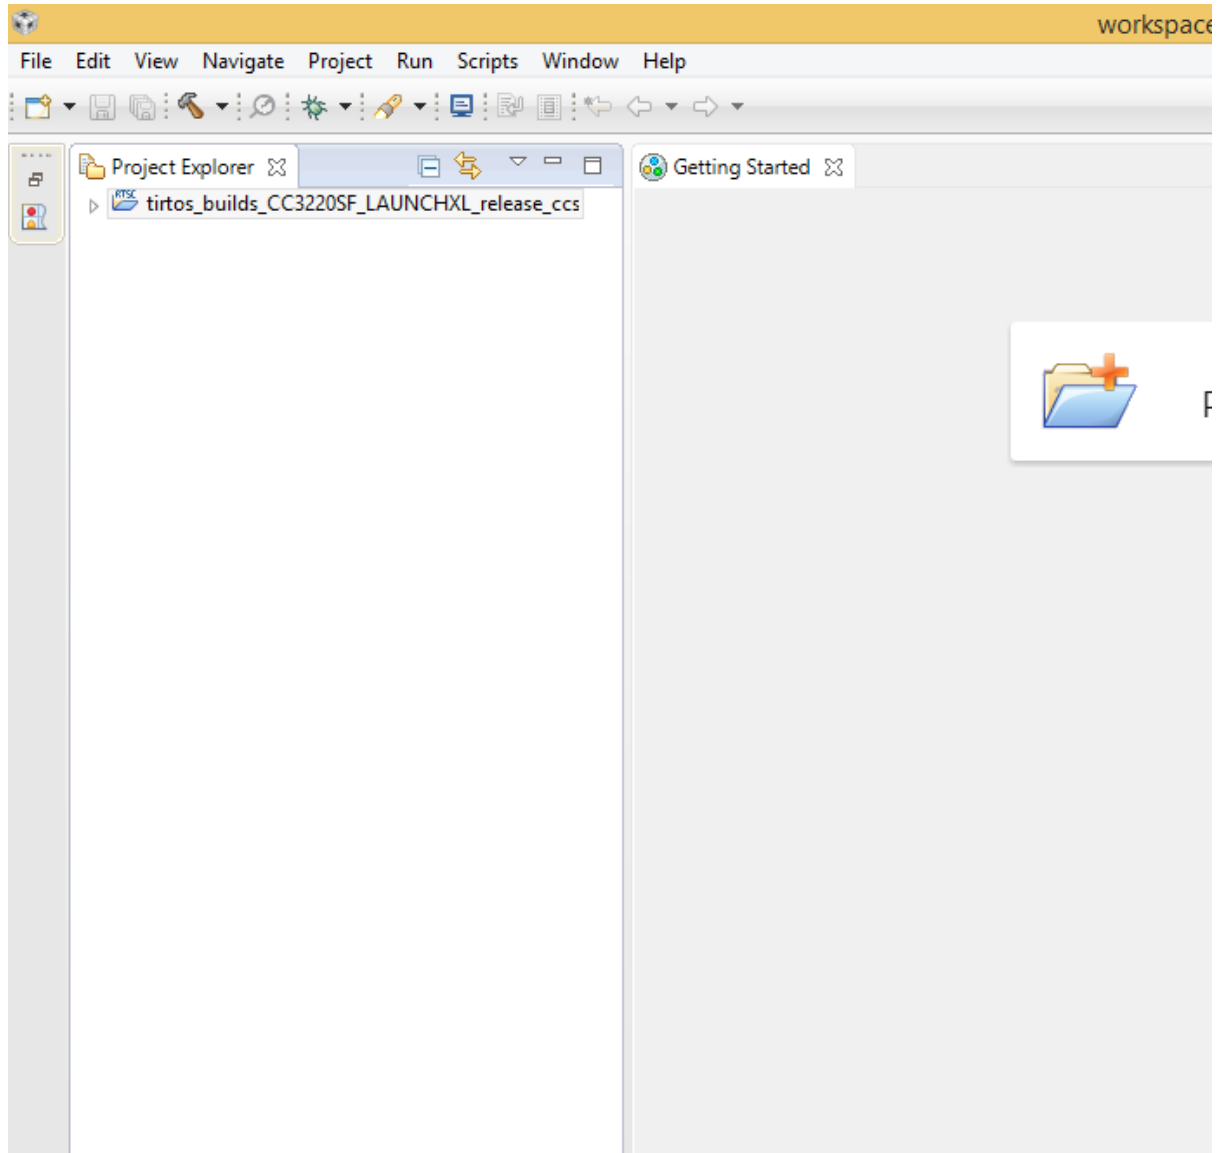 workspace
File Edit View Navigate Project Run Scripts Window Help
Project Explorer
Getting Started
RTSC
tirtos_builds_CC3220SF_LAUNCHXL_release_ccs